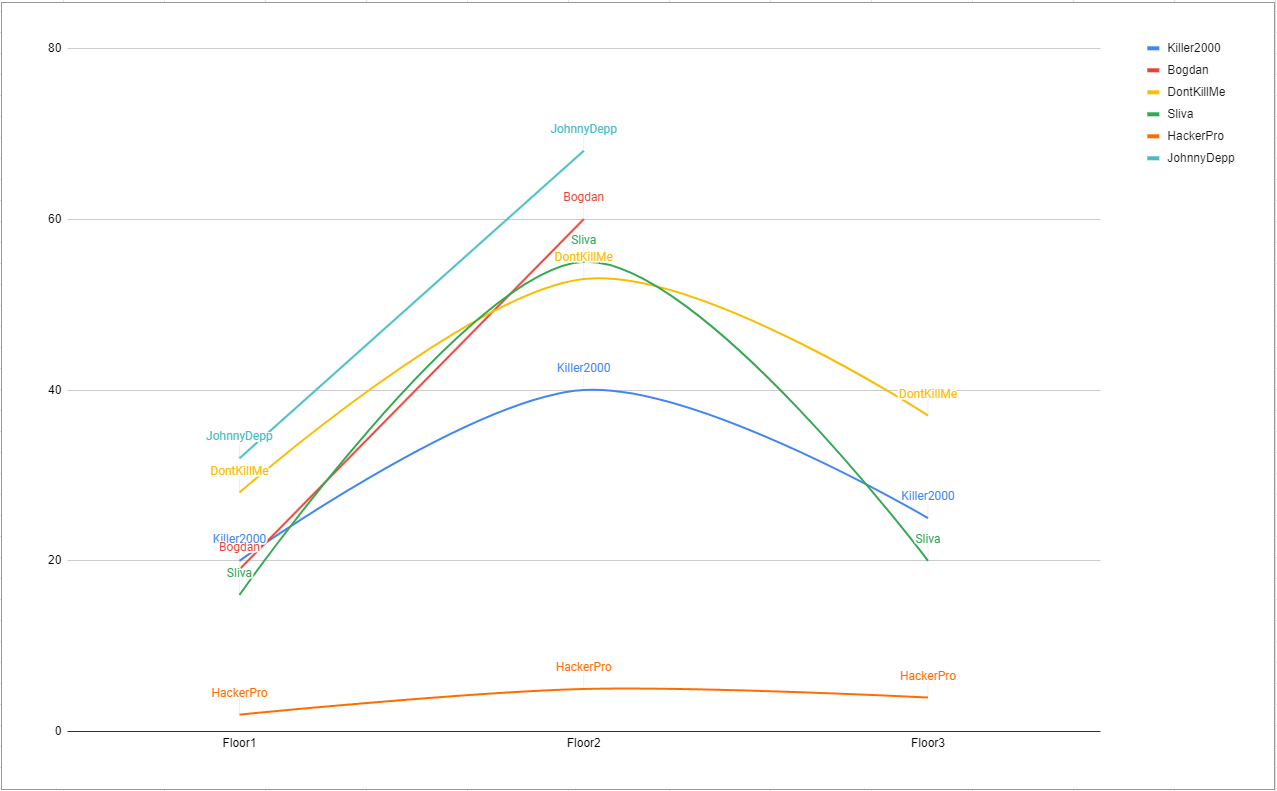 80
60
40
20
0
JohnnyDepp
Bogdan
Sliva
DontKillMe
Killer2000
DontKillMe
JohnnyDepp
DontKillMe
Killer2000
Killer2000
Bogdan
Sliva
Sliva
HackerPro
HackerPro
HackerPro
Floor1
Floor2
Floor3
Killer2000
Bogdan
DontKillMe
Sliva
HackerPro
JohnnyDepp